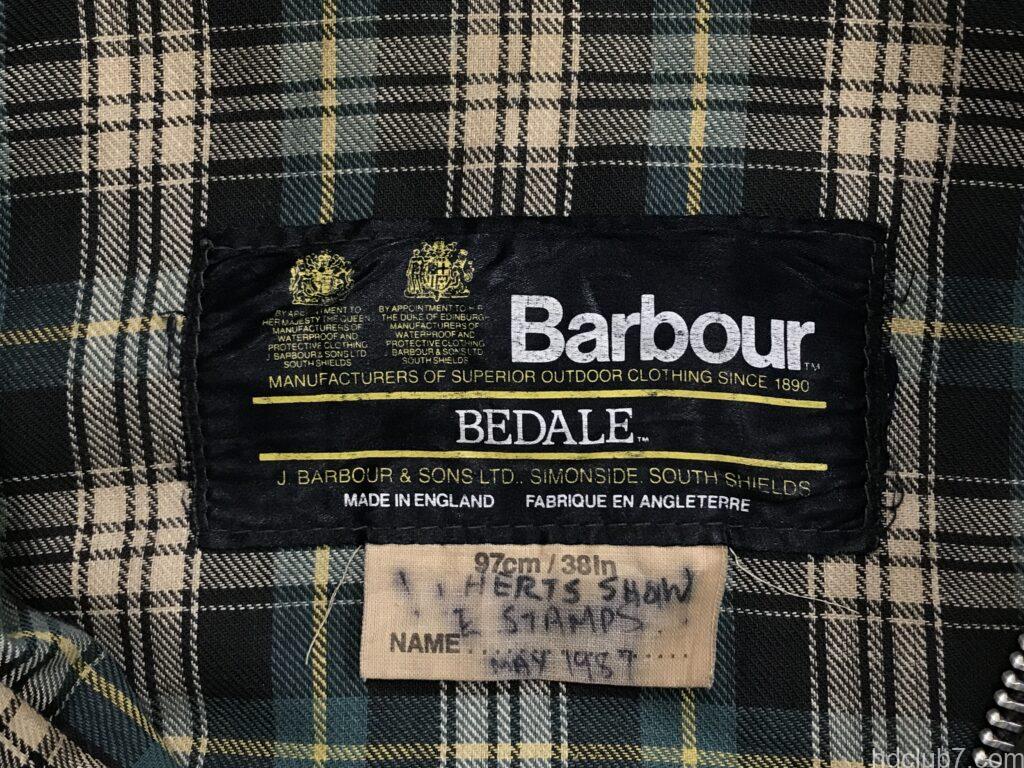 BY APPOINTMENT TO
HER MAJESTY THE QUEEN
MANUFACTURERS OF
WATERPROOF AND
PROTECTIVE CLOTHING
J. BARBOUR & SONS LTD
SOUTH SHIELDS
BY APPOINTMENT TO H.R.
THE DUKE OF EDINBURG
MANUFACTURERS OF
WATERPROOF AND
PROTECTIVE CLOTHING
J. BARBOUR & SONS LTD
SOUTH SHIELDS
Barbour™
MANUFACTURERS OF SUPERIOR OUTDOOR CLOTHING SINCE 1890
BEDALE™
J. BARBOUR & SONS LTD., SIMONSIDE, SOUTH SHIELDS
MADE IN ENGLAND FABRIQUE EN ANGLETERRE
97cm / 38In
HERTS SHOW
E STAMPS
NAME
MAY 1987
hdclub7.com